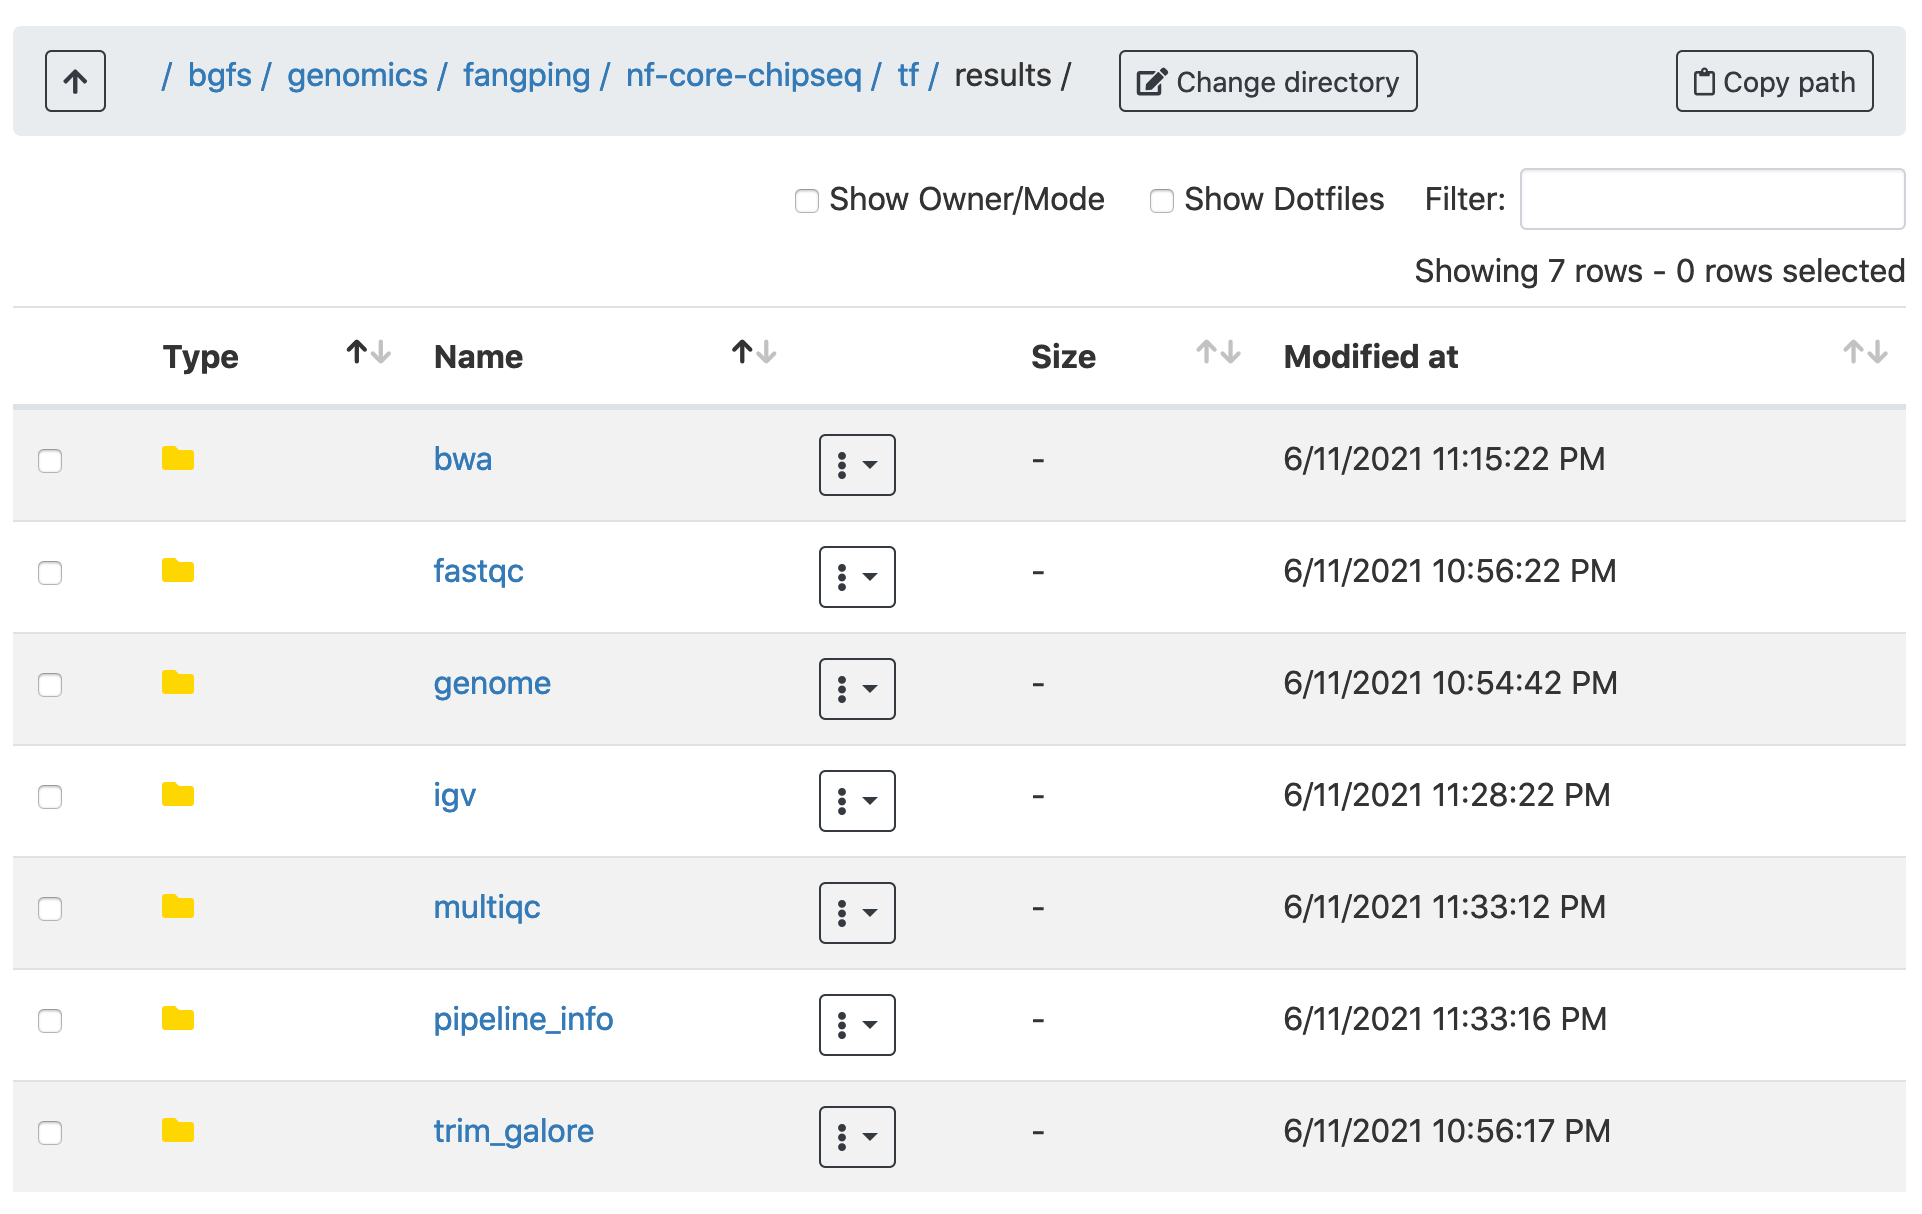 / bgfs / genomics / fangping / nf-core-chipseq / tf / results / Change directory Copy path
Show Owner/Mode Show Dotfiles Filter:
Showing 7 rows - 0 rows selected
Type Name Size Modified at
bwa - 6/11/2021 11:15:22 PM
fastqc - 6/11/2021 10:56:22 PM
genome - 6/11/2021 10:54:42 PM
igv - 6/11/2021 11:28:22 PM
multiqc - 6/11/2021 11:33:12 PM
pipeline_info - 6/11/2021 11:33:16 PM
trim_galore - 6/11/2021 10:56:17 PM